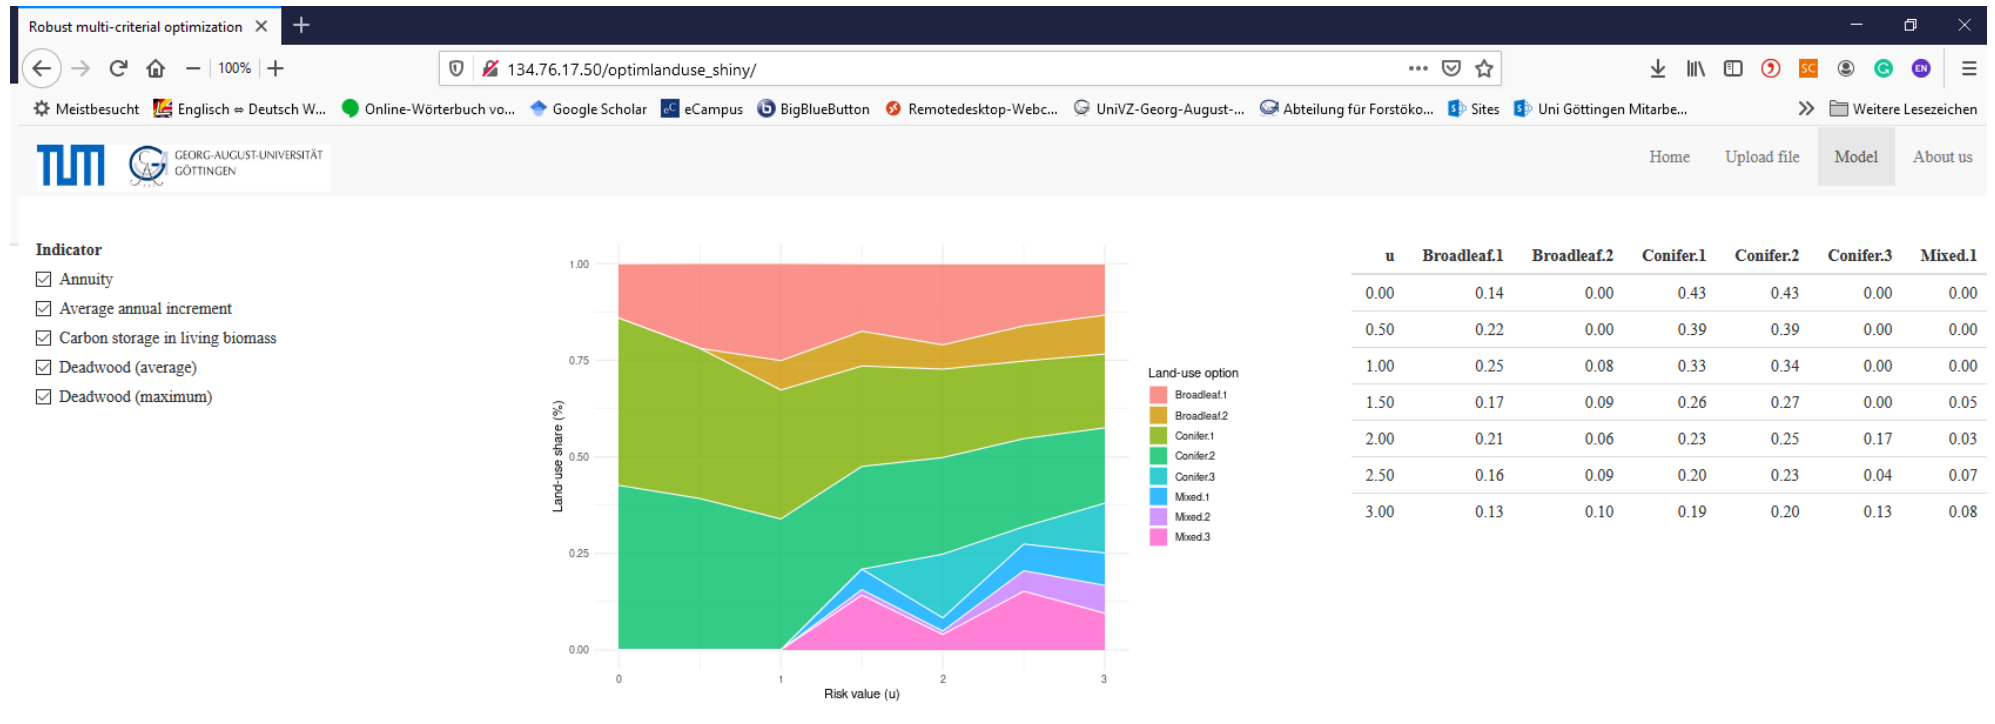 Robust multi-criterial optimization
100%
134.76.17.50/optimlanduse_shiny/
SC
G
EN
Meistbesucht Englisch ⇔ Deutsch W... Online-Wörterbuch vo... Google Scholar eC eCampus b BigBlueButton Remotedesktop-Webc... UniVZ-Georg-August-... Abteilung für Forstöko... S Sites S Uni Göttingen Mitarbe... Weitere Lesezeichen
TUM GEORG-AUGUST-UNIVERSITÄT
GÖTTINGEN
Home Upload file Model About us
Indicator
Annuity
Average annual increment
Carbon storage in living biomass
Deadwood (average)
Deadwood (maximum)
1.00
0.75
0.50
0.25
0.00
Land-use share (%)
0 1 2 3
Risk value (u)
Land-use option
Broadleaf.1
Broadleaf.2
Conifer.1
Conifer.2
Conifer.3
Mixed.1
Mixed.2
Mixed.3
u Broadleaf.1 Broadleaf.2 Conifer.1 Conifer.2 Conifer.3 Mixed.1
0.00 0.14 0.00 0.43 0.43 0.00 0.00
0.50 0.22 0.00 0.39 0.39 0.00 0.00
1.00 0.25 0.08 0.33 0.34 0.00 0.00
1.50 0.17 0.09 0.26 0.27 0.00 0.05
2.00 0.21 0.06 0.23 0.25 0.17 0.03
2.50 0.16 0.09 0.20 0.23 0.04 0.07
3.00 0.13 0.10 0.19 0.20 0.13 0.08